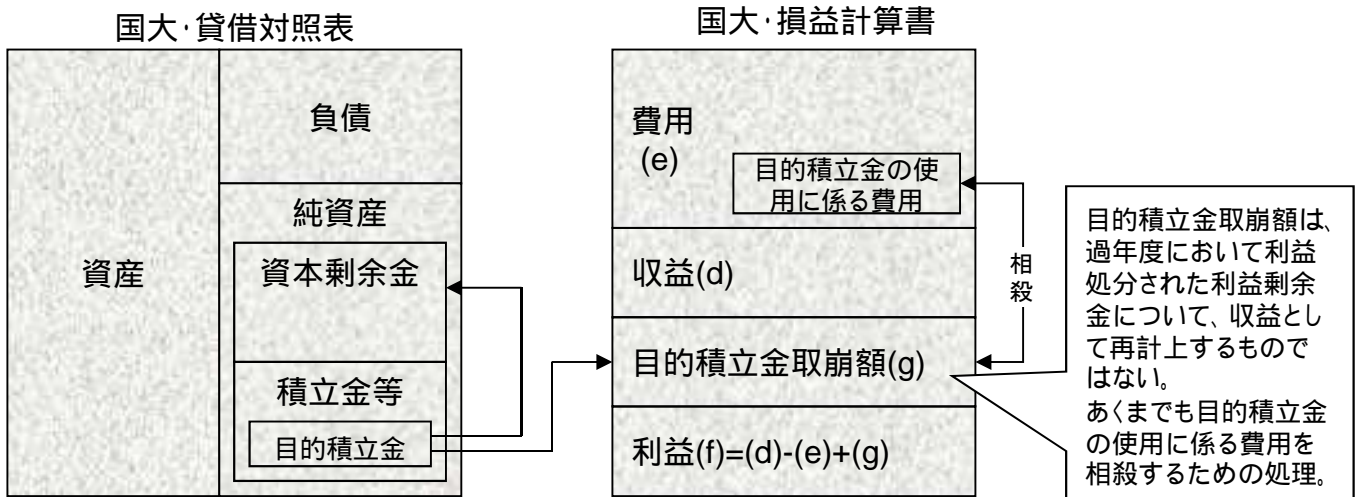 国大・貸借対照表
資産
負債
純資産
資本剰余金
積立金等
目的積立金
国大・損益計算書
費用
(e)
目的積立金の使
用に係る費用
収益(d)
目的積立金取崩額(g)
利益(f)=(d)-(e)+(g)
相
殺
目的積立金取崩額は、
過年度において利益
処分された利益剰余
金について、収益とし
て再計上するもので
はない。
あくまでも目的積立金
の使用に係る費用を
相殺するための処理。